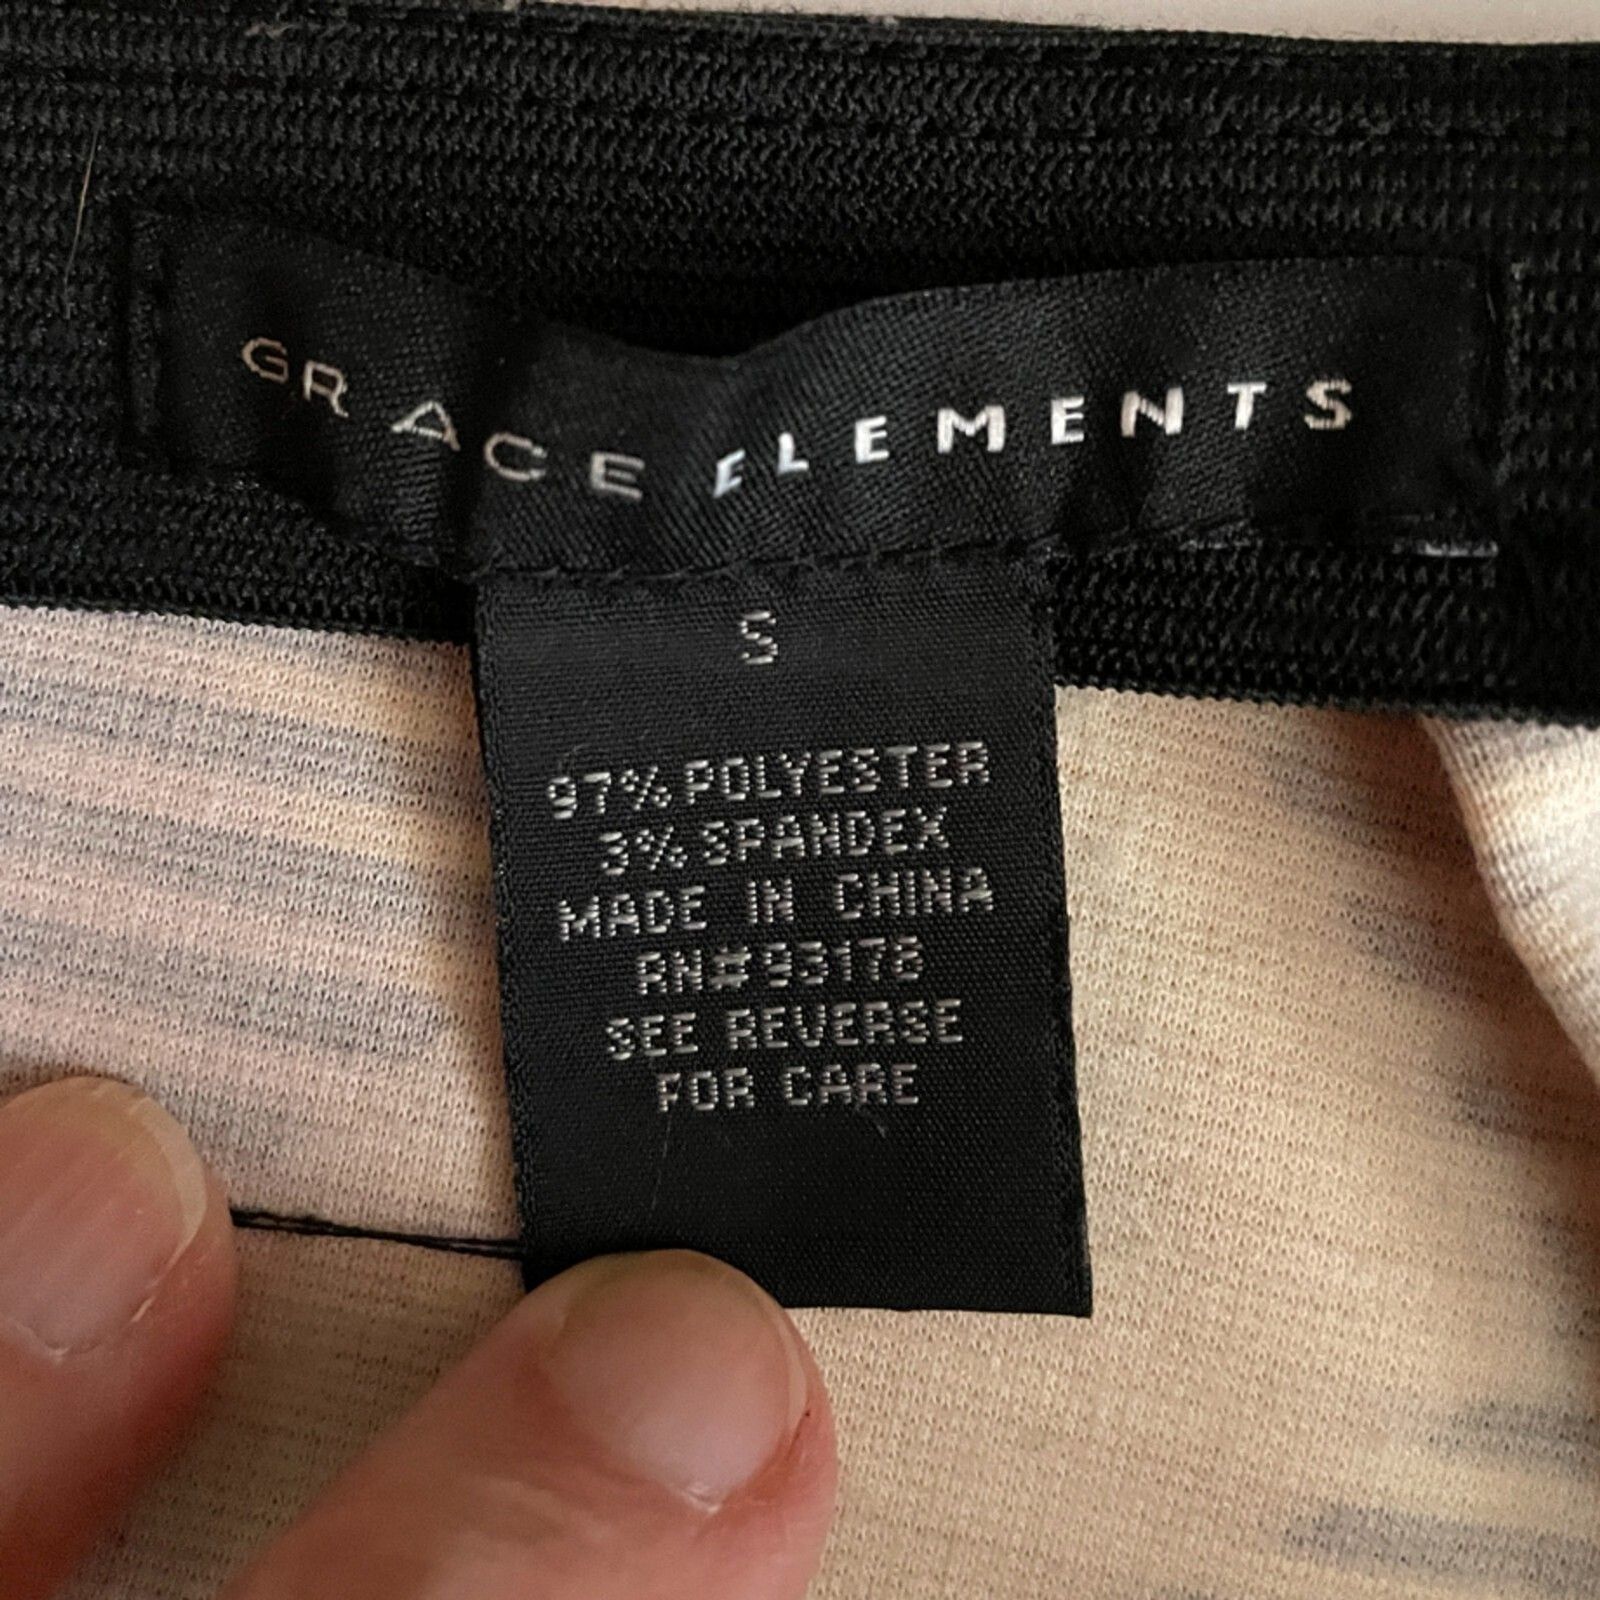 GRACE ELEMENTS
S
97% POLYESTER
3% SPANDEX
MADE IN CHINA
RN#93178
SEE REVERSE
FOR CARE